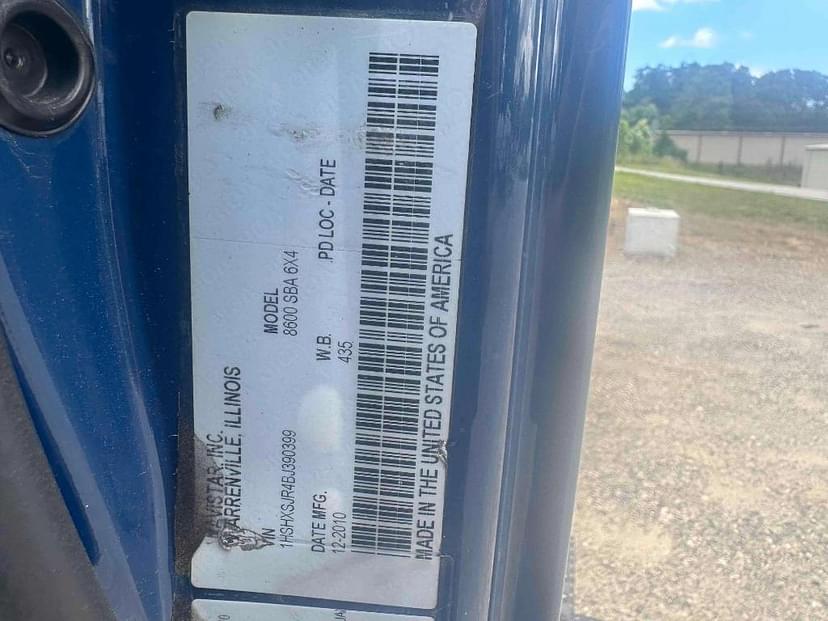 INC.
WARRENVILLE, ILLINOIS
VIN MODEL
1HSHXSJR4BJ390399 8600 SBA 6X4
DATE MFG. W.B. PD LOC - DATE
12-2010 435
MADE IN THE UNITED STATES OF AMERICA